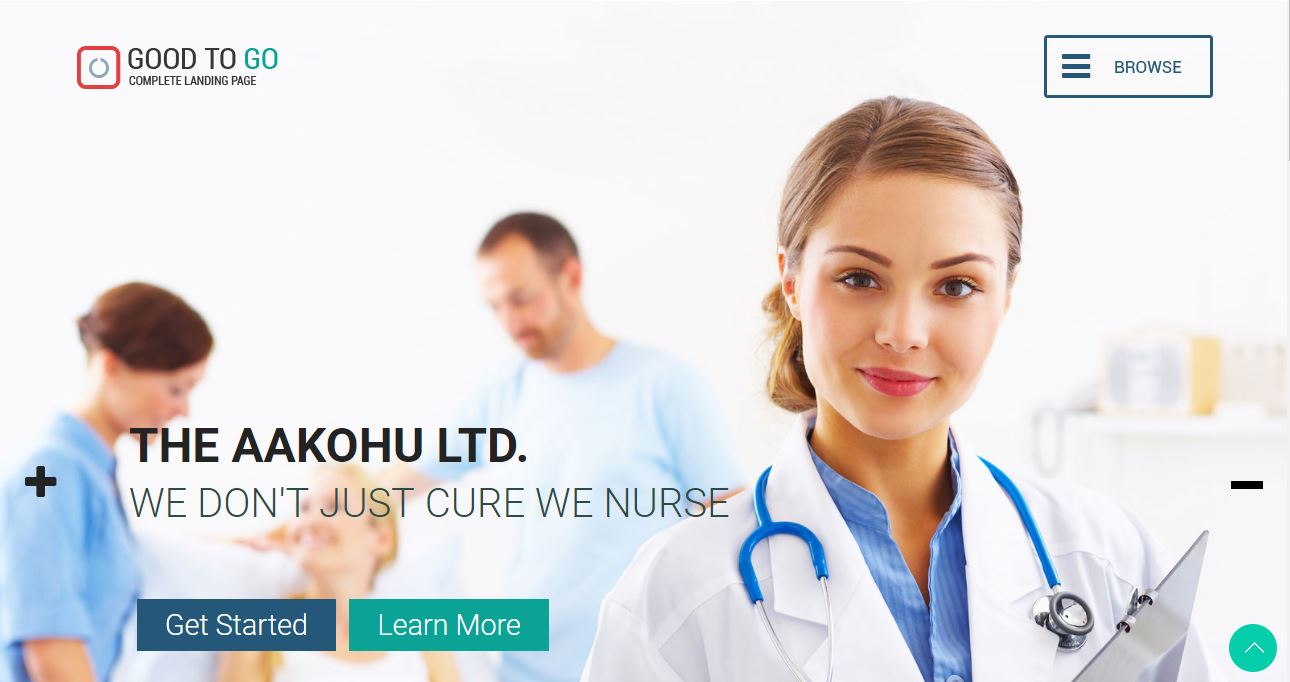 GOOD TO GO
COMPLETE LANDING PAGE
BROWSE
THE AAKOHU LTD.
WE DON'T JUST CURE WE NURSE
Get Started
Learn More